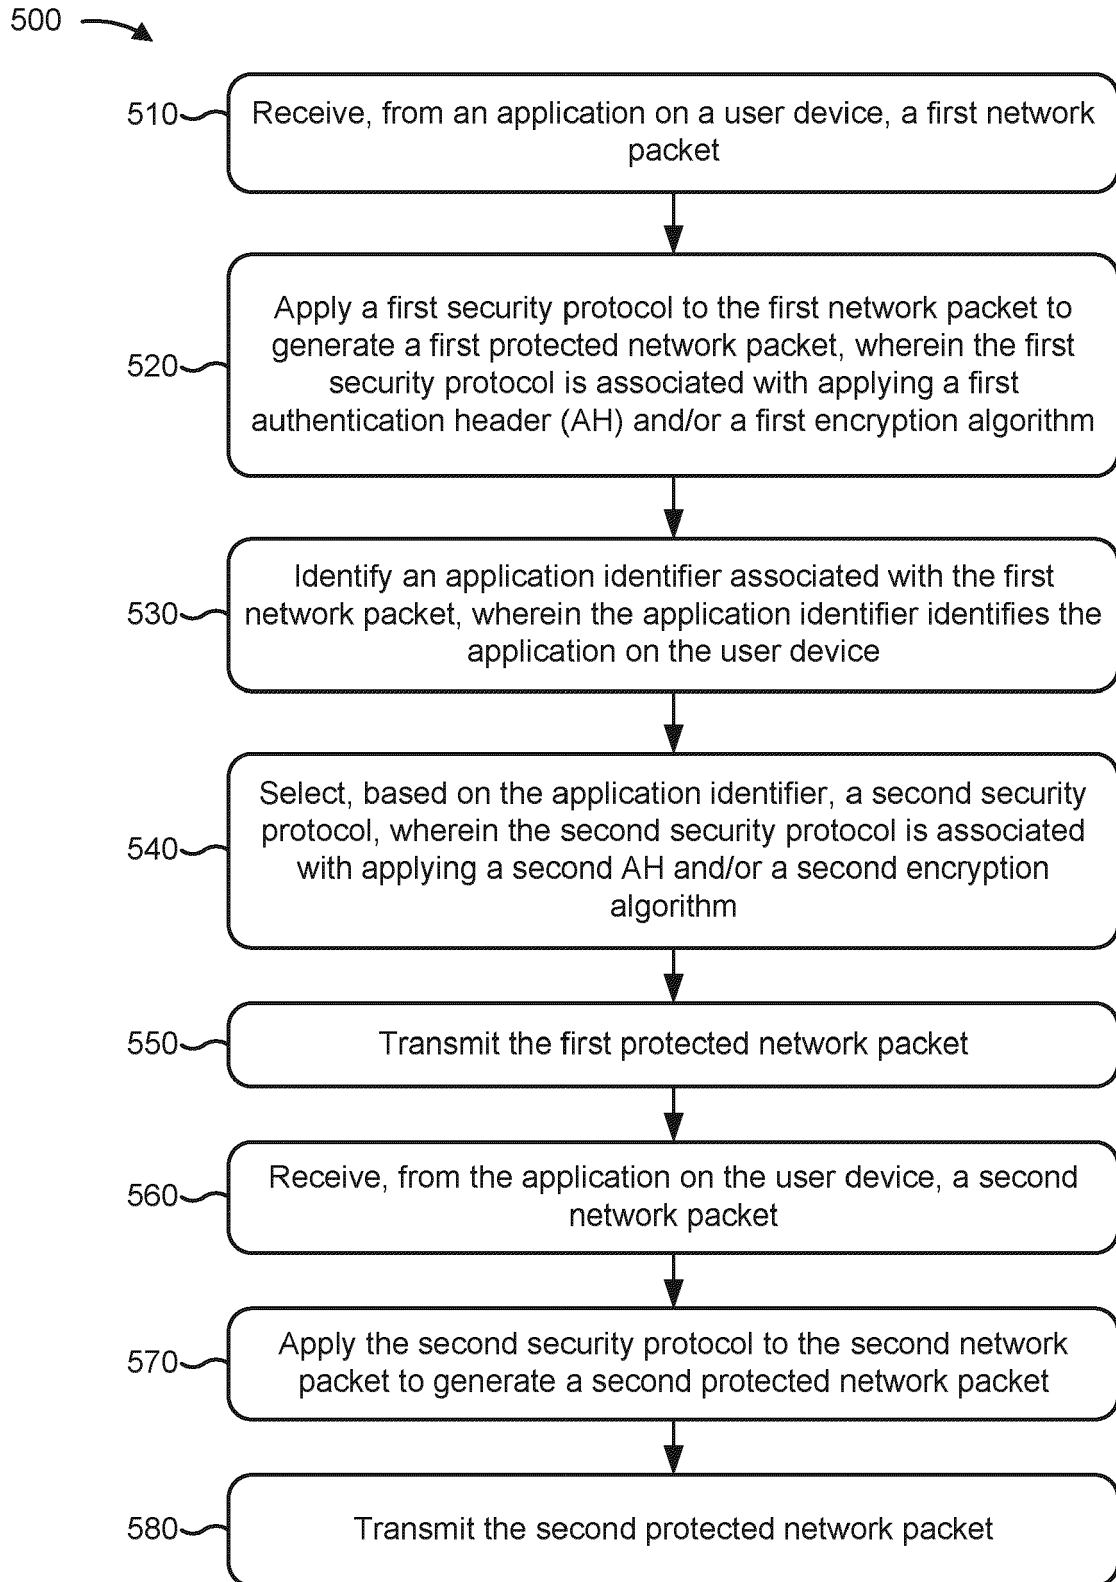 500
510
Receive, from an application on a user device, a first network
packet
520
Apply a first security protocol to the first network packet to
generate a first protected network packet, wherein the first
security protocol is associated with applying a first
authentication header (AH) and/or a first encryption algorithm
530
Identify an application identifier associated with the first
network packet, wherein the application identifier identifies the
application on the user device
540
Select, based on the application identifier, a second security
protocol, wherein the second security protocol is associated
with applying a second AH and/or a second encryption
algorithm
550
Transmit the first protected network packet
560
Receive, from the application on the user device, a second
network packet
570
Apply the second security protocol to the second network
packet to generate a second protected network packet
580
Transmit the second protected network packet